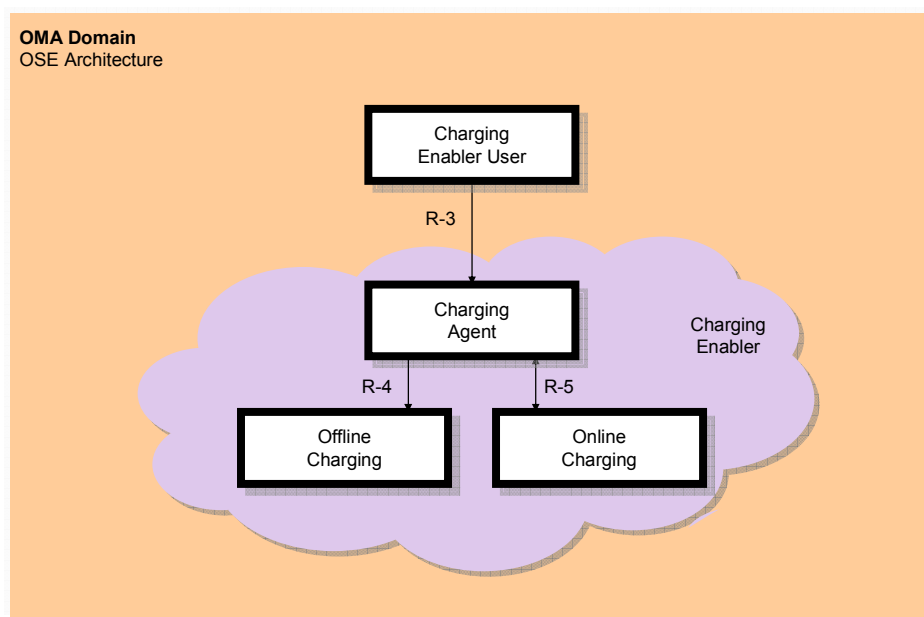 OMA Domain
OSE Architecture
Charging
Enabler User
R-3
Charging
Agent
Charging
Enabler
R-4
R-5
Offline
Charging
Online
Charging